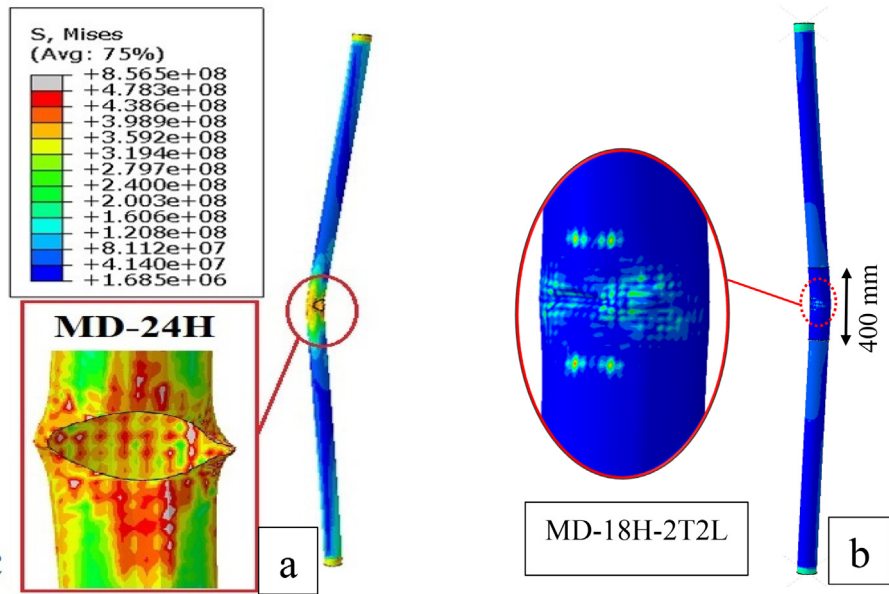 S, Mises
(Avg: 75%)
+8.565e+08
+4.783e+08
+4.386e+08
+3.989e+08
+3.592e+08
+3.194e+08
+2.797e+08
+2.400e+08
+2.003e+08
+1.606e+08
+1.208e+08
+8.112e+07
+4.140e+07
+1.685e+06
MD-24H
a
400 mm
MD-18H-2T2L
b